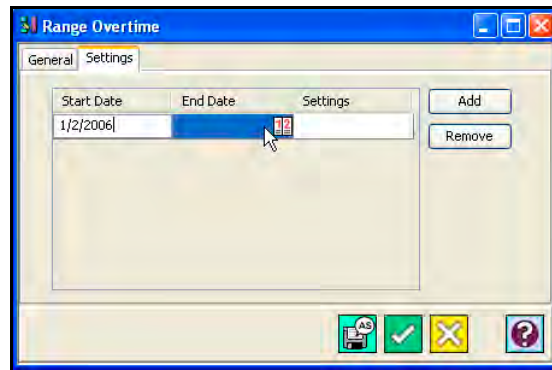 Range Overtime
General Settings
Start Date End Date Settings Add
1/2/2006 12 Remove
AS
?